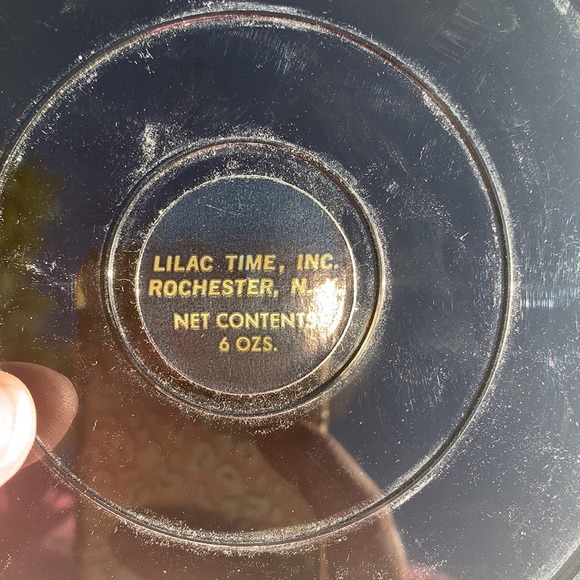 LILAC TIME, INC.
ROCHESTER, N.
NET CONTENTS
6 OZS.